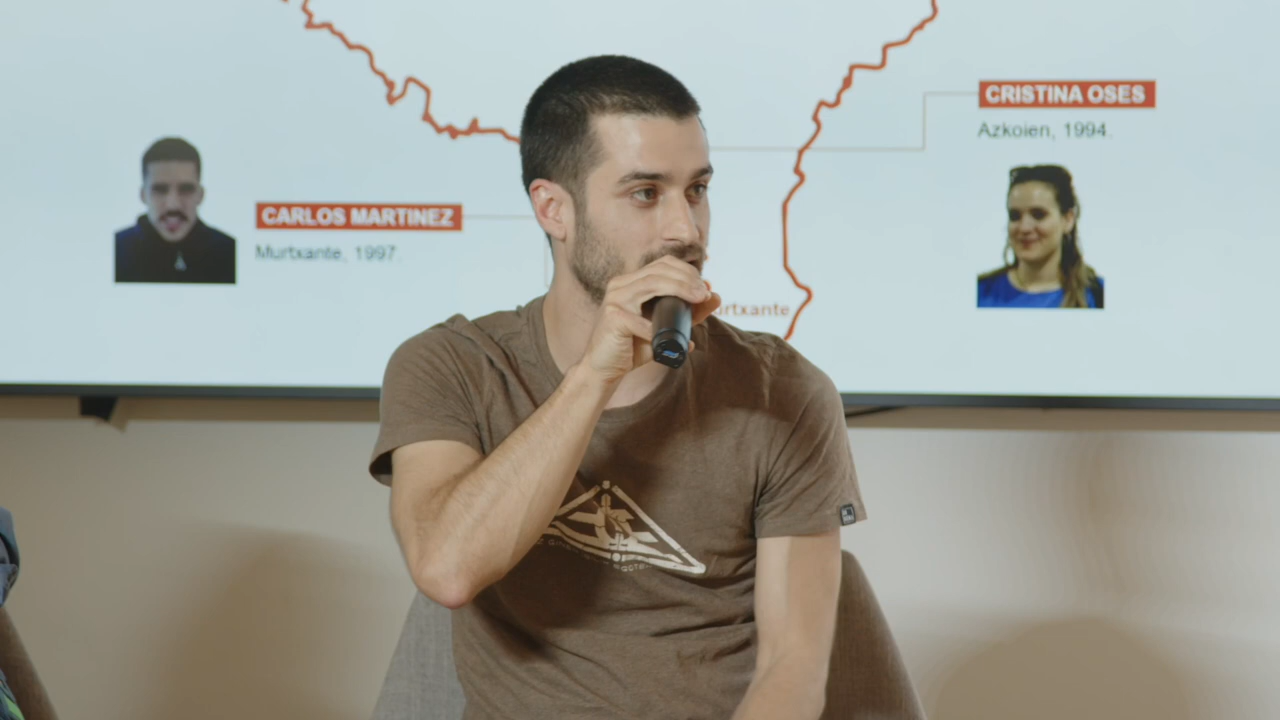 CRISTINA OSES
Azkoien, 1994.
CARLOS MARTINEZ
Murtxante, 1997.
urtxante